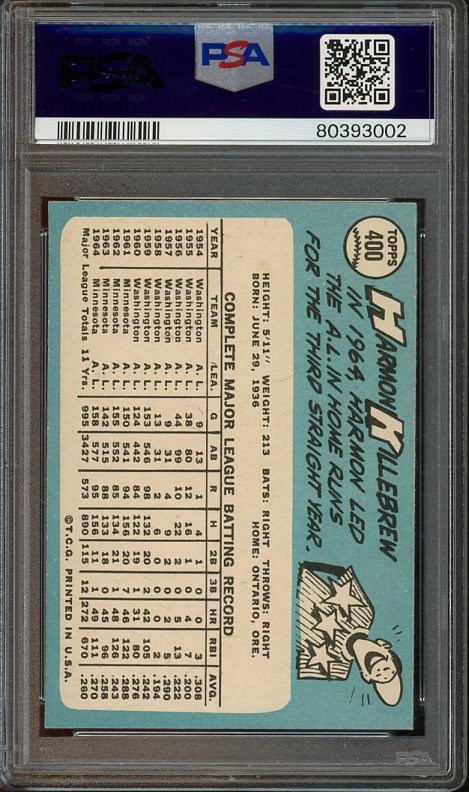 PSA
PSA
80393002
TOPPS
400
HARMON KILLEBREW
IN 1964, HARMON LED
THE A.L. IN HOME RUNS
FOR THE THIRD STRAIGHT YEAR.
HEIGHT: 5'11" WEIGHT: 213 BATS: RIGHT THROWS: RIGHT
BORN: JUNE 29, 1936 HOME: ONTARIO, ORE.
COMPLETE MAJOR LEAGUE BATTING RECORD
YEAR TEAM /LEA. G AB R H 2B 3B HR RBI AVG.
1954 Washington A. L. 9 13 1 4 1 0 0 3 .308
1955 Washington A. L. 38 80 12 16 1 0 4 7 .200
1956 Washington A. L. 44 99 10 22 2 0 5 13 .222
1957 Washington A. L. 9 31 4 9 2 0 2 5 .290
1958 Washington A. L. 13 31 2 6 0 0 0 2 .194
1959 Washington A. L. 153 546 98 132 20 2 42 105 .242
1960 Washington A. L. 124 442 84 122 19 1 31 80 .276
1961 Minnesota A. L. 150 541 94 156 20 7 46 122 .288
1962 Minnesota A. L. 155 552 85 134 21 1 48 126 .243
1963 Minnesota A. L. 142 515 88 133 18 0 45 96 .258
1964 Minnesota A. L. 158 577 95 156 11 1 49 111 .270
Major League Totals 11 Yrs. 995 3427 573 890 115 12 272 670 .260
© T.C.G. PRINTED IN U.S.A.
PSA